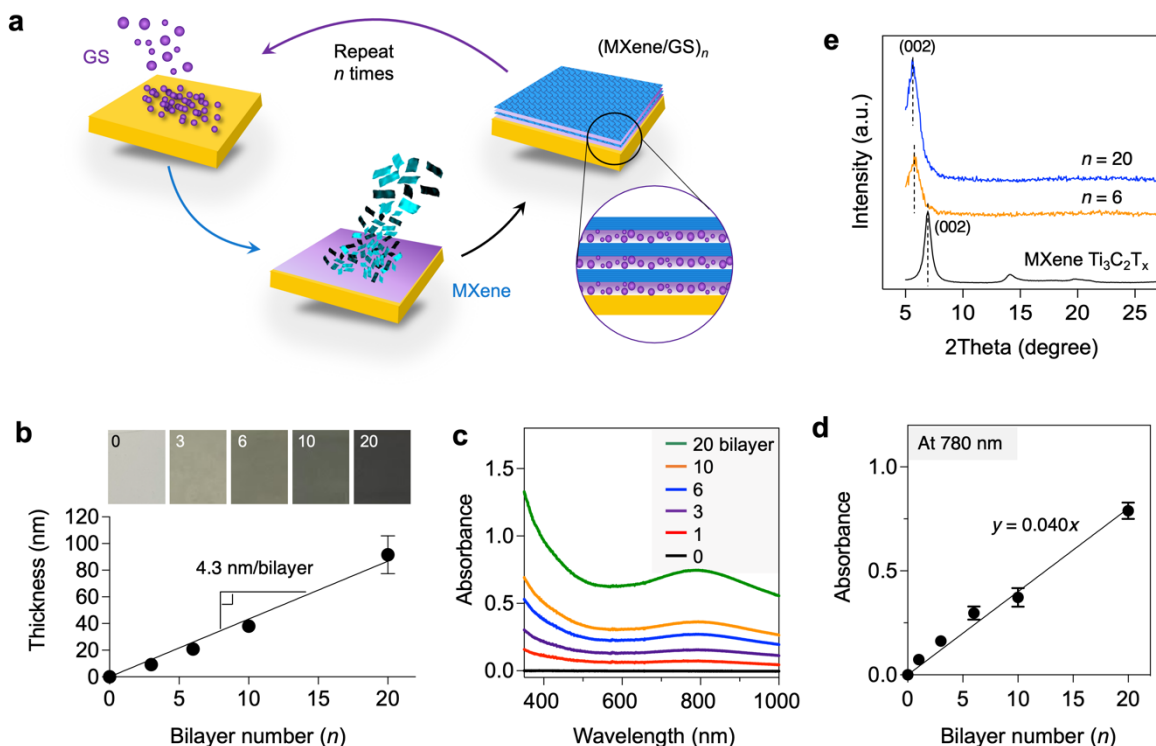 a
GS
Repeat
n times
(MXene/GS)n
MXene
e
(002)
n = 20
n = 6
(002)
MXene Ti₃C₂Tₓ
Intensity (a.u.)
5 10 15 20 25
2Theta (degree)
b
0 3 6 10 20
120
100
80
60
40
20
0
4.3 nm/bilayer
Thickness (nm)
0 5 10 15 20
Bilayer number (n)
c
1.5
1.0
0.5
0.0
20 bilayer
10
6
3
1
0
Absorbance
400 600 800 1000
Wavelength (nm)
d
At 780 nm
1.0
0.5
0.0
y = 0.040x
Absorbance
0 5 10 15 20
Bilayer number (n)